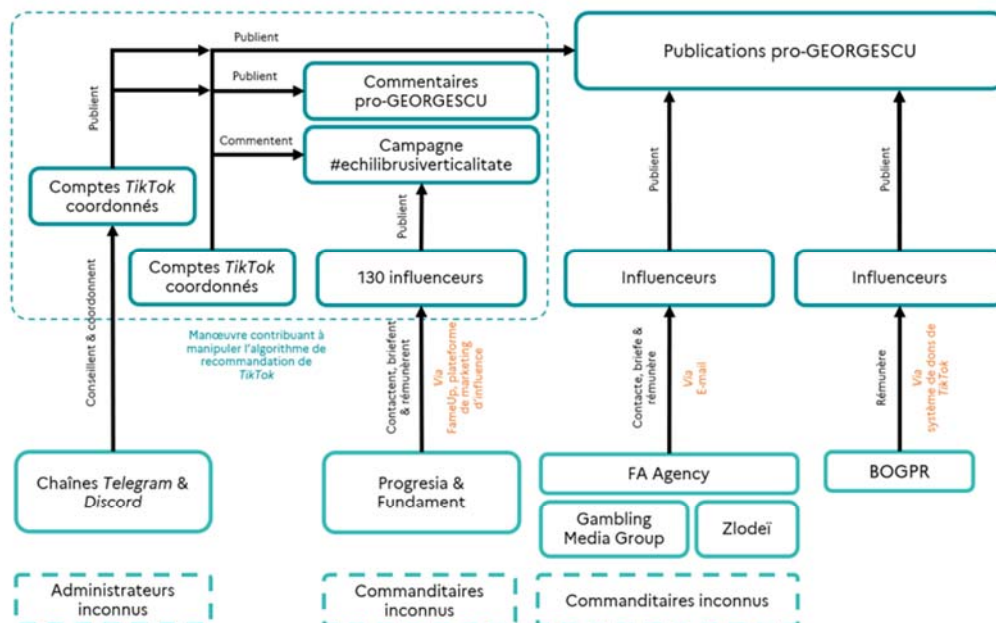 Publient
Publications pro-GEORGESCU
Publient
Commentaires
pro-GEORGESCU
Publient
Commentent
Campagne
#echilibrusiverticalitate
Publient
Publient
Publient
Comptes TikTok
coordonnés
Comptes TikTok
coordonnés
130 influenceurs
Influenceurs
Influenceurs
Manœuvre contribuant à
manipuler l'algorithme de
recommandation de
TikTok
Conseillent & coordonnent
Contactent, briefent
& rémunèrent
Via
FameUp, plateforme
de marketing
d'influence
Contacte, briefe &
rémunère
Via
E-mail
Rémunère
Via
système de dons de
TikTok
Chaînes Telegram &
Discord
Progresia &
Fundament
FA Agency
BOGPR
Gambling
Media Group
Zlodeï
Administrateurs
inconnus
Commanditaires
inconnus
Commanditaires inconnus